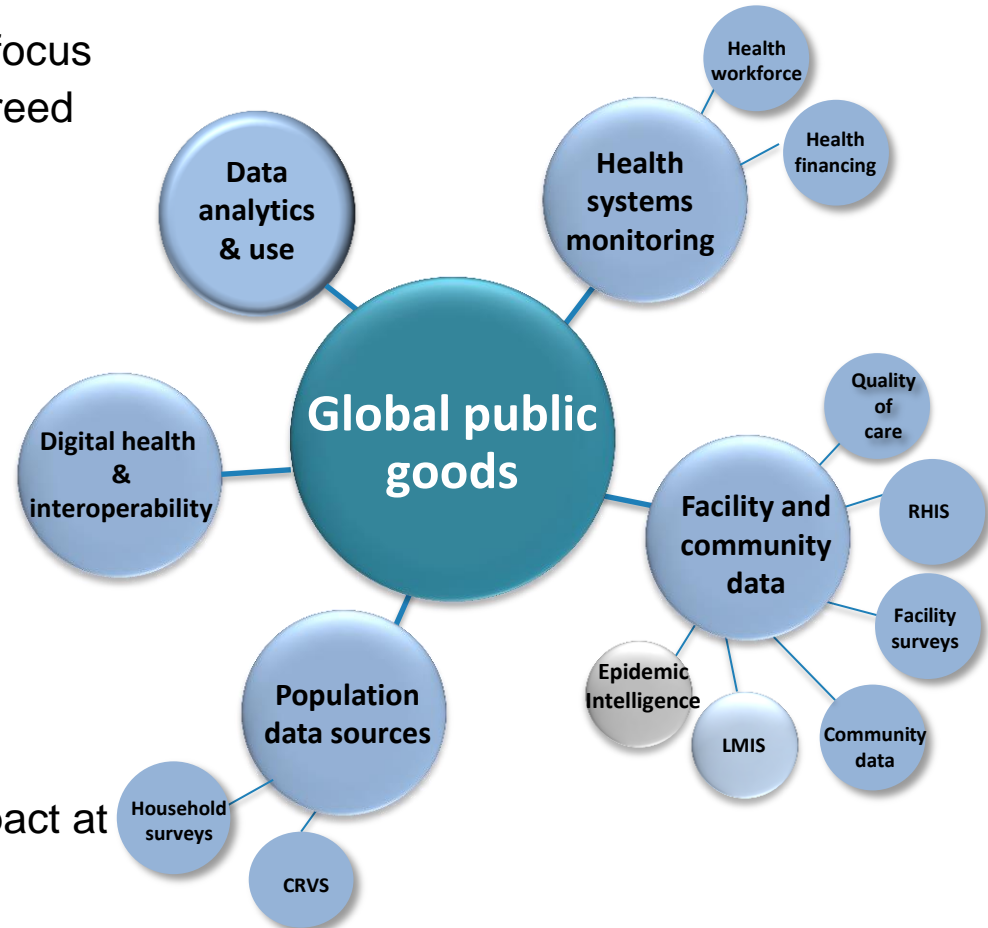 focus
reed
Health
workforce
Health
financing
Health
systems
monitoring
Data
analytics
& use
Global public
goods
Digital health
&
interoperability
Quality
of
care
RHIS
Facility and
community
data
Facility
surveys
Community
data
LMIS
Epidemic
Intelligence
Population
data sources
Household
surveys
CRVS
pact at